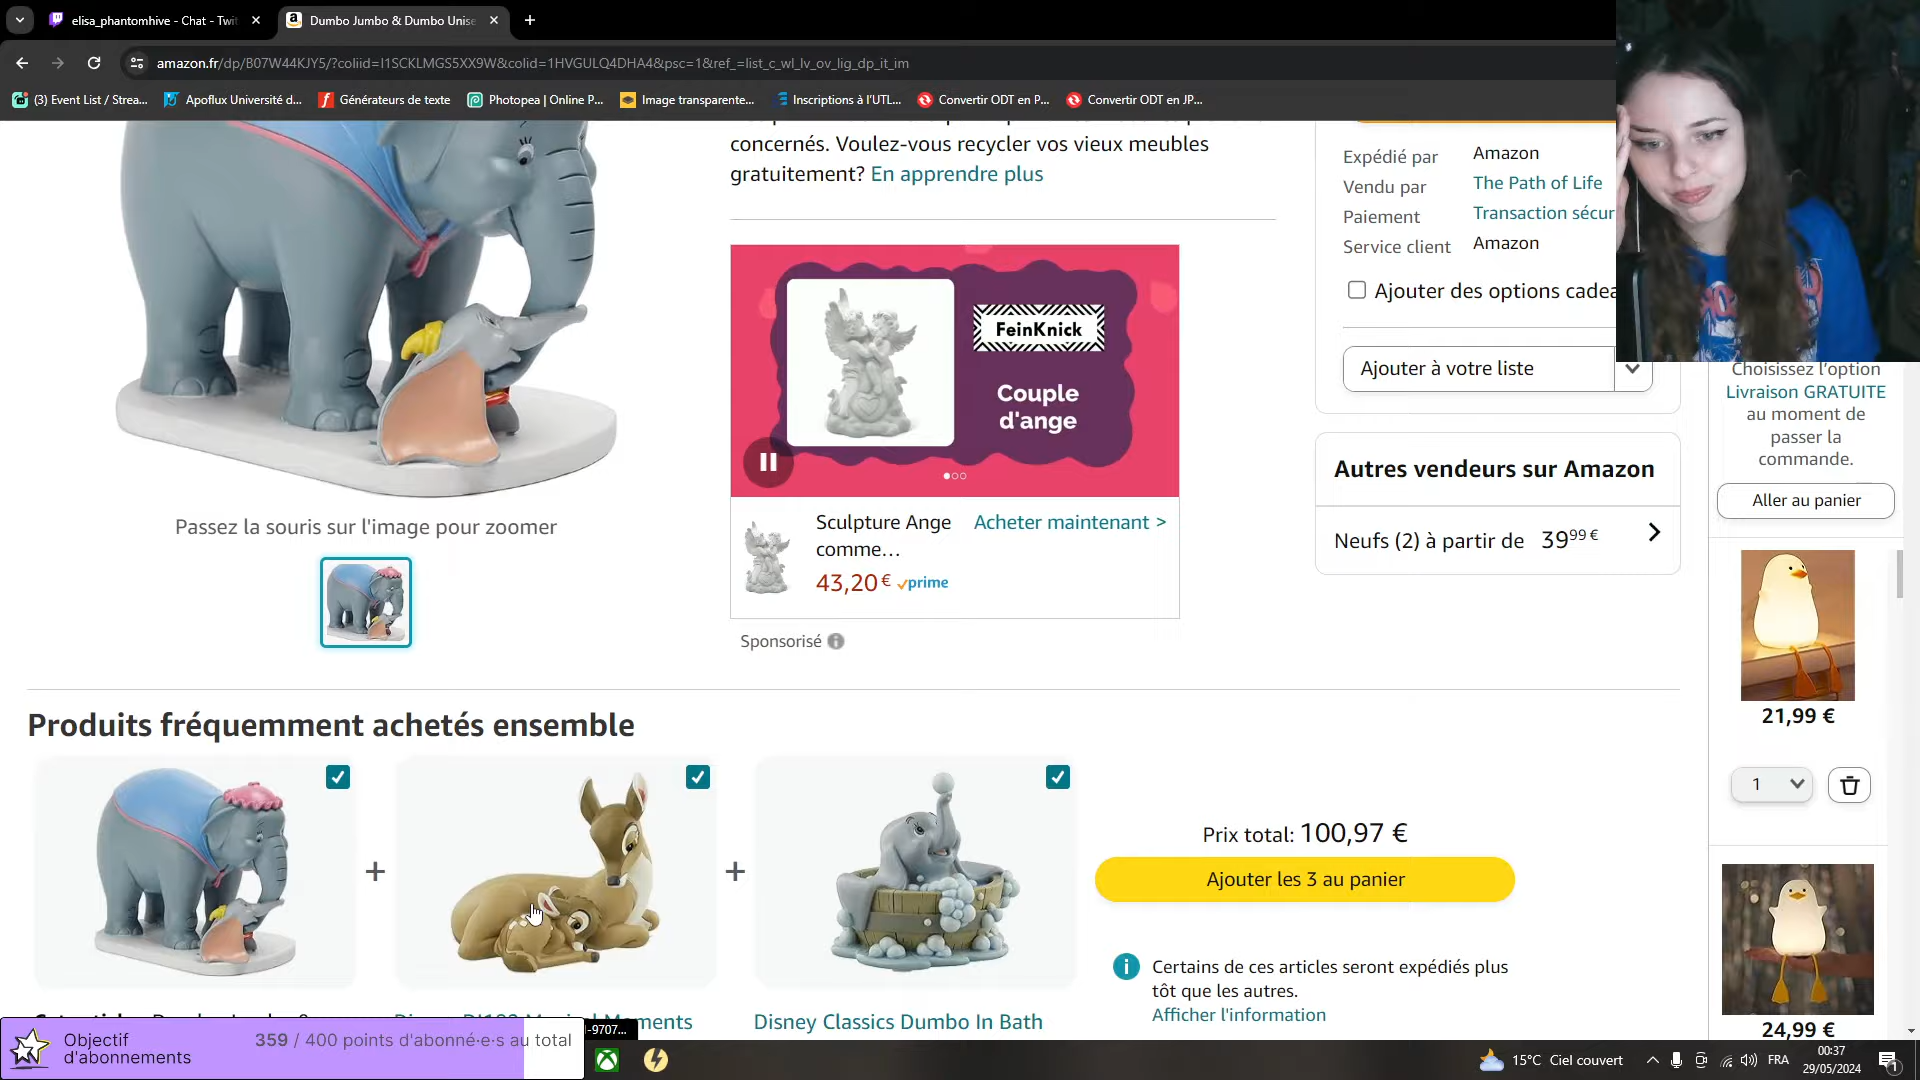 elisa_phantomhive - Chat - Twit
Dumbo Jumbo & Dumbo Unise
amazon.fr/dp/B07W44KJY5/?coliid=I1SCKLMGS5XX9W&colid=1HVGULQ4DHA4&psc=1&ref_=list_c_wl_lv_ov_lig_dp_it_im
(3) Event List / Strea...
Apoflux Université d...
Générateurs de texte
Photopea | Online P...
Image transparente...
Inscriptions à l'UTL...
Convertir ODT en P...
Convertir ODT en JP...
concernés. Voulez-vous recycler vos vieux meubles
gratuitement? En apprendre plus
Expédié par Amazon
Vendu par The Path of Life
Paiement Transaction sécur
Service client Amazon
Ajouter des options cadea
Ajouter à votre liste
FeinKnick
Couple
d'ange
Sculpture Ange
comme...
Acheter maintenant >
43,20 € prime
Sponsorisé
Passez la souris sur l'image pour zoomer
Autres vendeurs sur Amazon
Neufs (2) à partir de 39,99 €
Choisissez l'option
Livraison GRATUITE
au moment de
passer la
commande.
Aller au panier
21,99 €
1
24,99 €
Produits fréquemment achetés ensemble
Prix total: 100,97 €
Ajouter les 3 au panier
Certains de ces articles seront expédiés plus
tôt que les autres.
Afficher l'information
Disney Classics Dumbo In Bath
Objectif
d'abonnements
359 / 400 points d'abonné·e·s au total
l-9707...
15°C Ciel couvert
FRA
00:37
29/05/2024
1